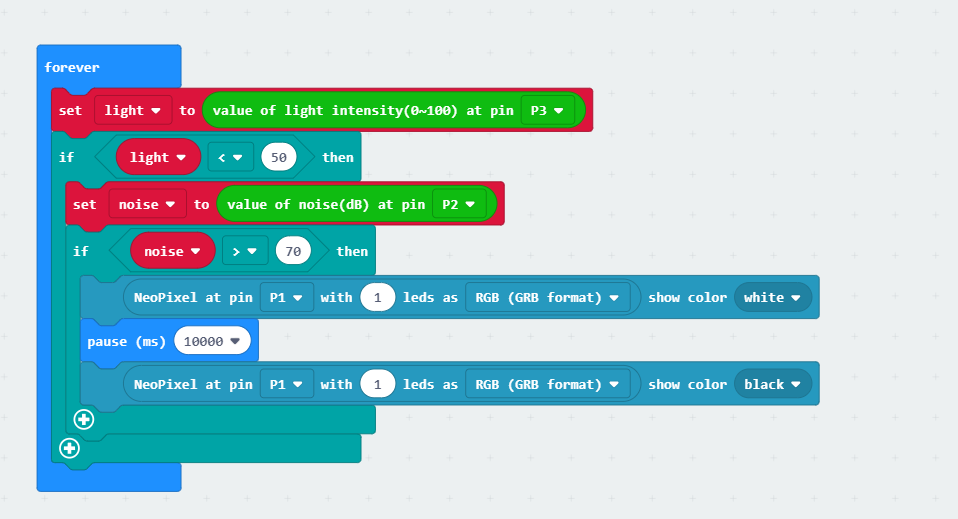 forever
set light to value of light intensity(0~100) at pin P3
if light < 50 then
set noise to value of noise(dB) at pin P2
if noise > 70 then
NeoPixel at pin P1 with 1 leds as RGB (GRB format) show color white
pause (ms) 10000
NeoPixel at pin P1 with 1 leds as RGB (GRB format) show color black